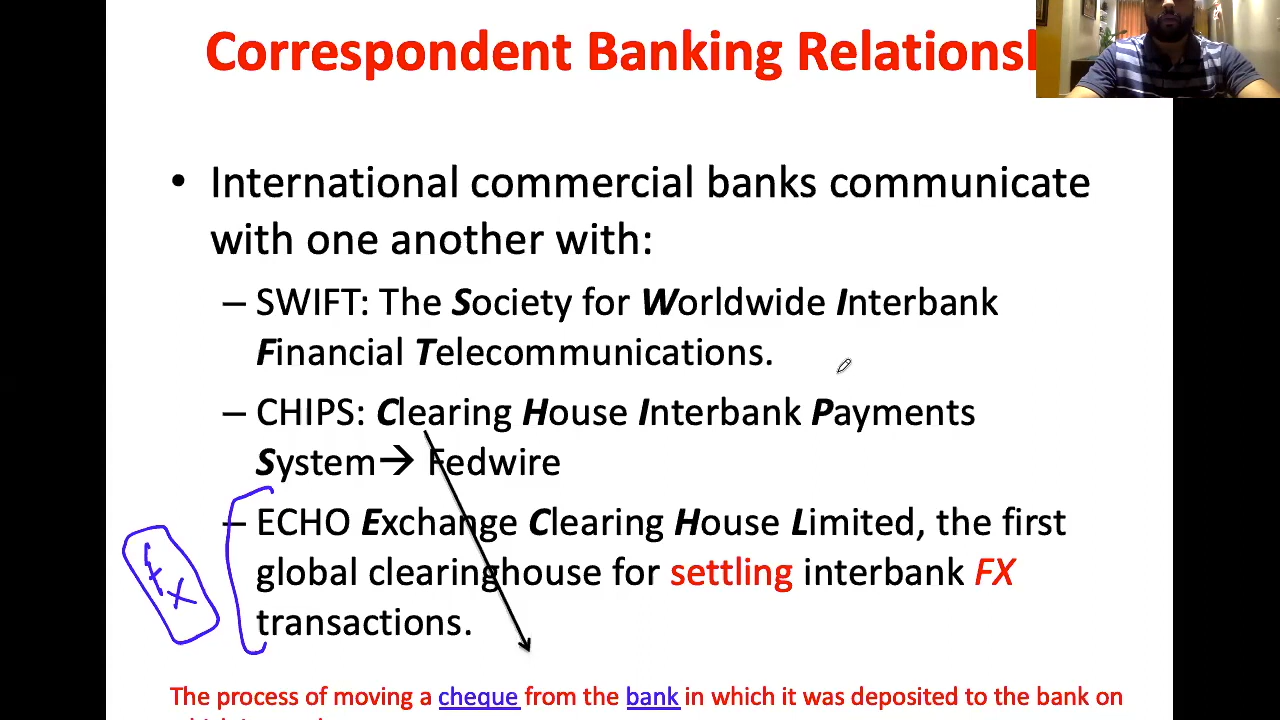 Correspondent Banking Relations
• International commercial banks communicate
with one another with:
– SWIFT: The Society for Worldwide Interbank
Financial Telecommunications.
– CHIPS: Clearing House Interbank Payments
System→ Fedwire
– ECHO Exchange Clearing House Limited, the first
global clearinghouse for settling interbank FX
transactions.
FX
The process of moving a cheque from the bank in which it was deposited to the bank on